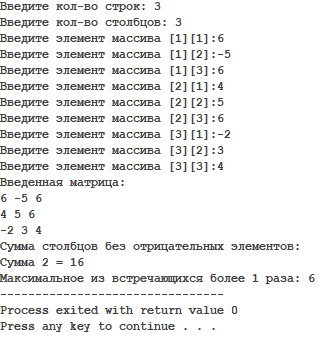 Введите кол-во строк: 3
Введите кол-во столбцов: 3
Введите элемент массива [1][1]:6
Введите элемент массива [1][2]:-5
Введите элемент массива [1][3]:6
Введите элемент массива [2][1]:4
Введите элемент массива [2][2]:5
Введите элемент массива [2][3]:6
Введите элемент массива [3][1]:-2
Введите элемент массива [3][2]:3
Введите элемент массива [3][3]:4
Введенная матрица:
6 -5 6
4 5 6
-2 3 4
Сумма столбцов без отрицательных элементов:
Сумма 2 = 16
Максимальное из встречающихся более 1 раза: 6
--------------------------------
Process exited with return value 0
Press any key to continue . . .